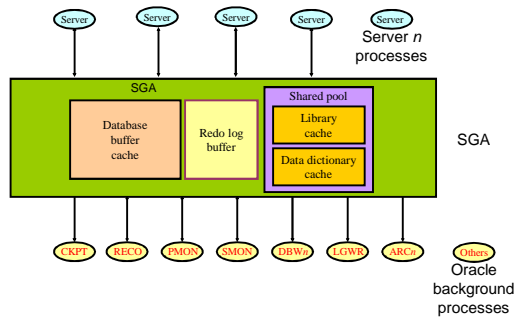 Server
Server
Server
Server
Server
Server n
processes
SGA
Shared pool
Database
buffer
cache
Redo log
buffer
Library
cache
Data dictionary
cache
SGA
CKPT
RECO
PMON
SMON
DBWn
LGWR
ARCn
Others
Oracle
background
processes